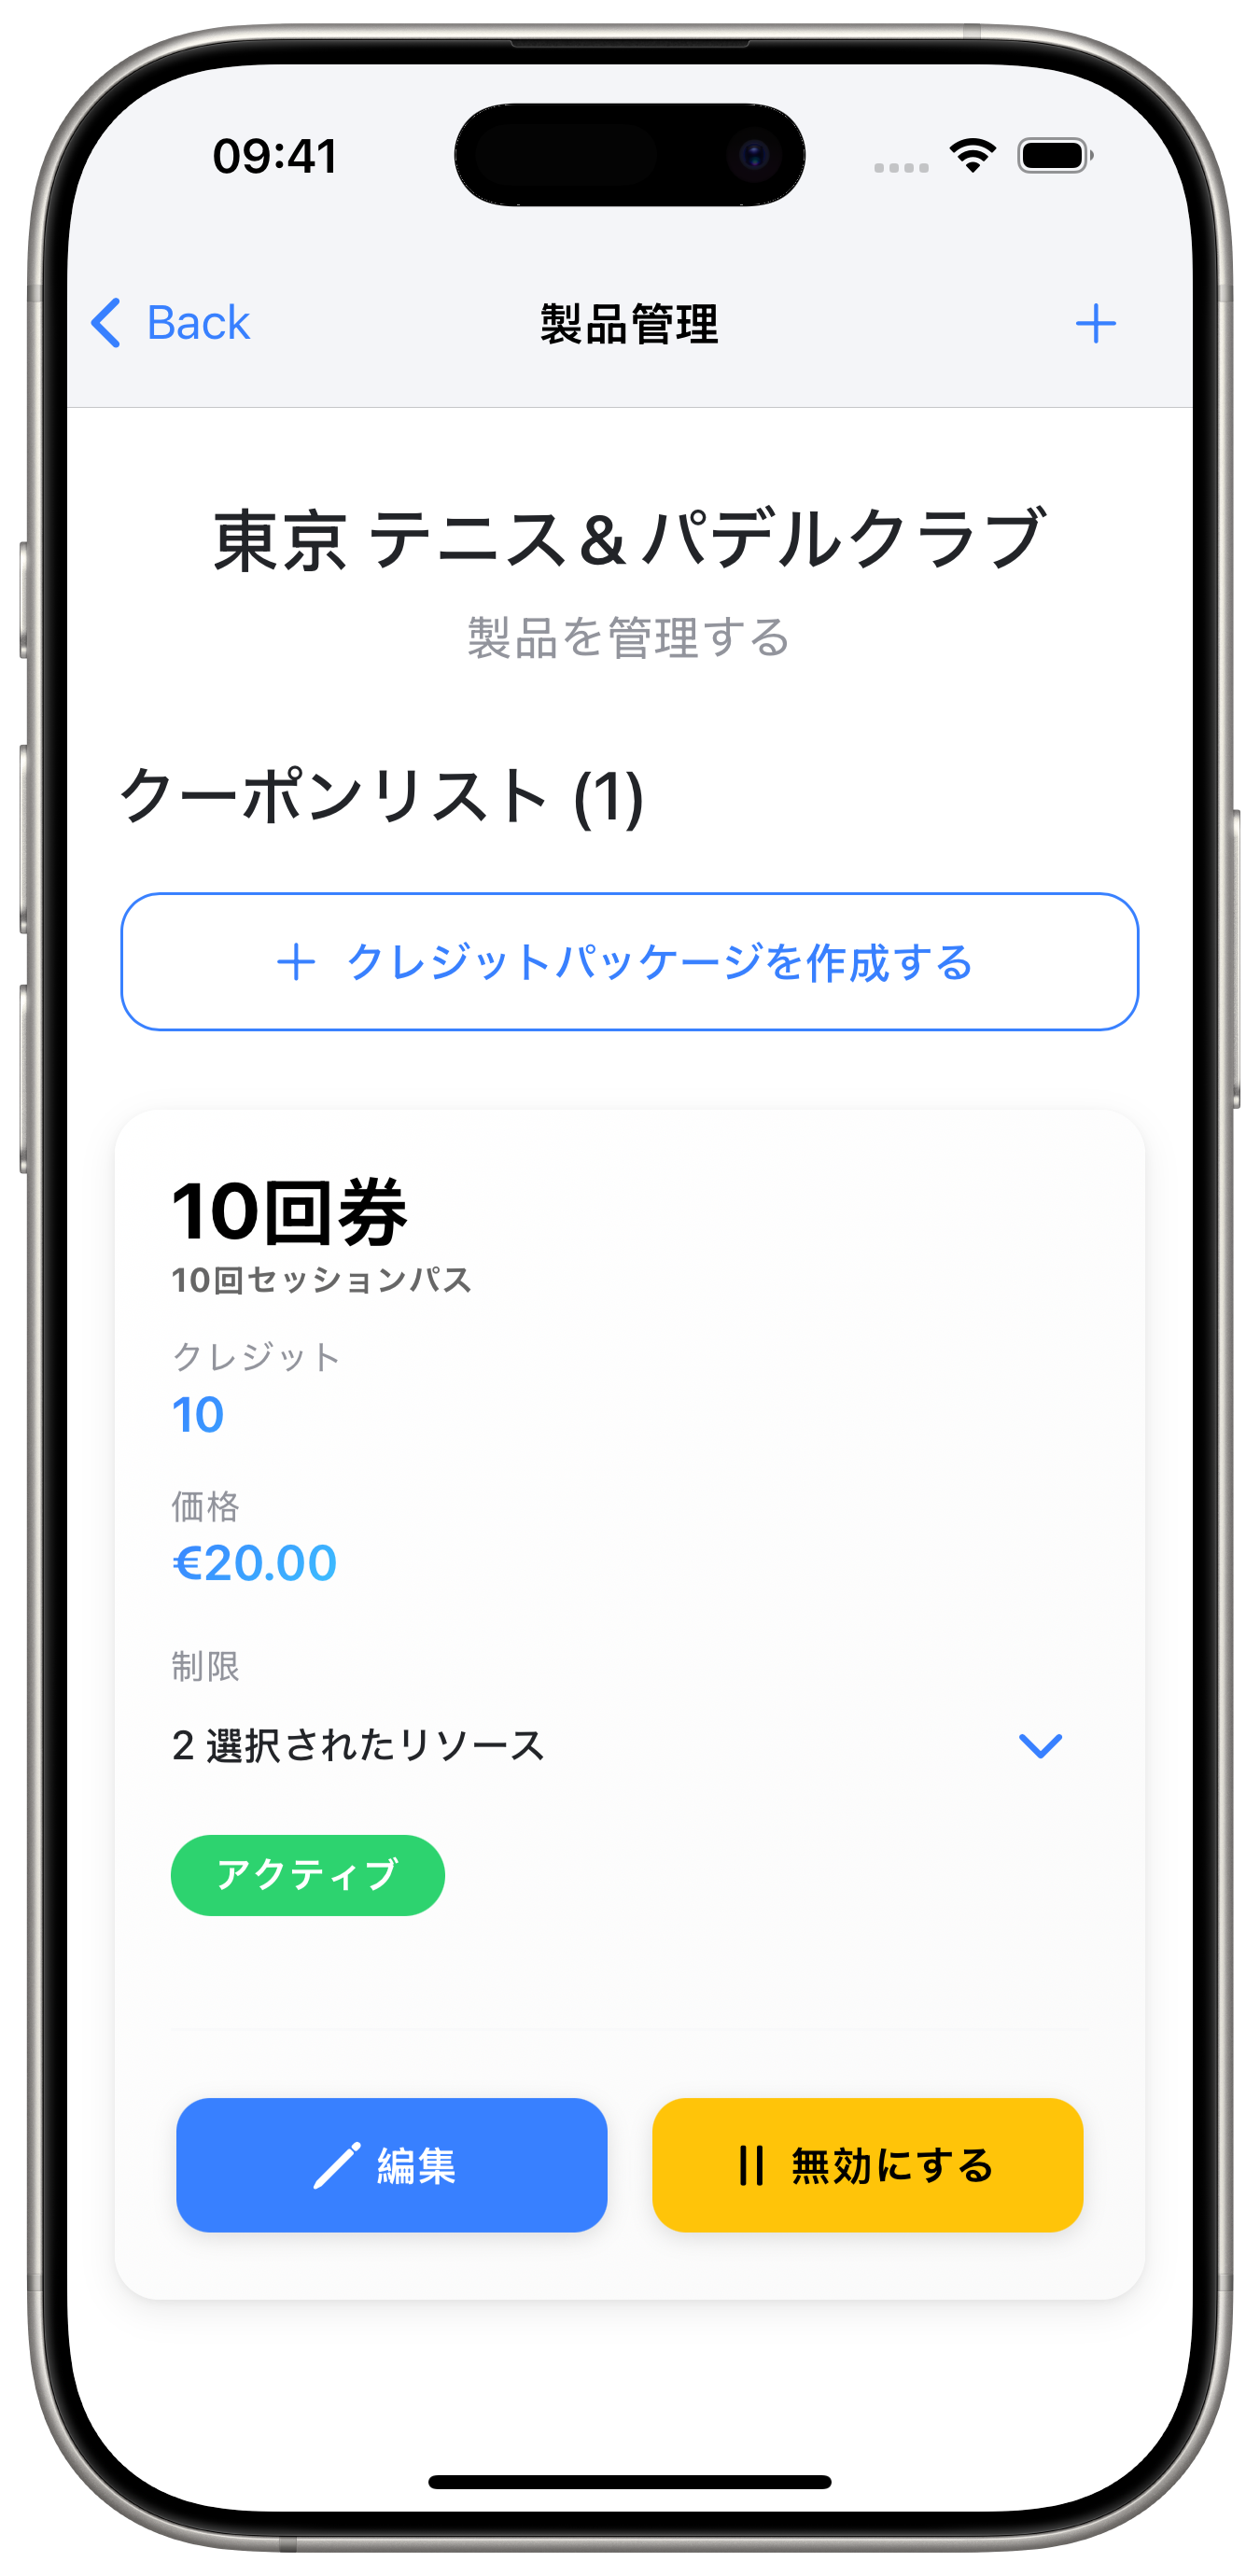 09:41
Back
製品管理
東京 テニス & パデルクラブ
製品を管理する
クーポンリスト (1)
クレジットパッケージを作成する
10回券
10回セッションパス
クレジット
10
価格
€20.00
制限
2 選択されたリソース
アクティブ
編集
無効にする